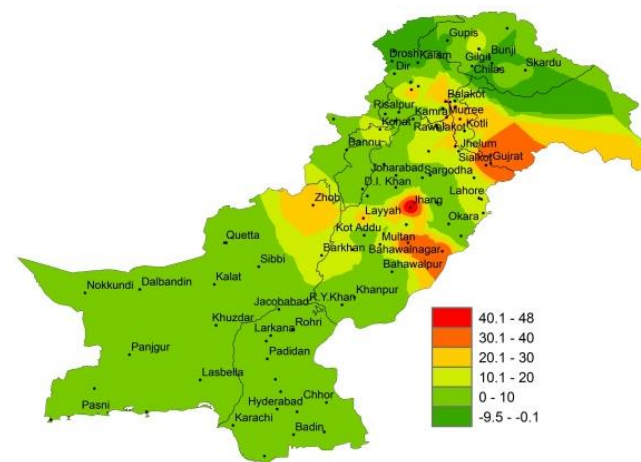 Gupis
Drosh
Kalam
Gilgit
Bunji
Dir
Chilas
Skardu
Balakot
Risalpur
Kamra
Murree
Kohat
Rawlakot
Kotli
Bannu
Jhelum
Sialkot
Gujrat
Joharabad
Sargodha
D.I. Khan
Lahore
Zhob
Layyah
Jhang
Okara
Kot Addu
Quetta
Multan
Barkhan
Bahawalnagar
Sibbi
Bahawalpur
Nokkundi
Dalbandin
Kalat
Jacobabad
R.Y.Khan
Khanpur
Khuzdar
Larkana
Rohri
Panjgur
Padidan
Lasbella
Pasni
Hyderabad
Chhor
Karachi
Badin
40.1 - 48
30.1 - 40
20.1 - 30
10.1 - 20
0 - 10
-9.5 - -0.1